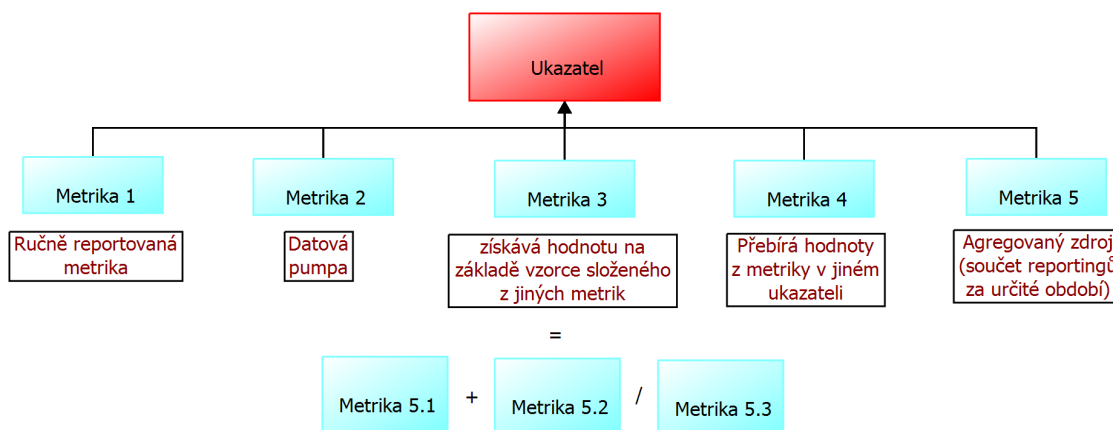 Ukazatel
Metrika 1
Metrika 2
Metrika 3
Metrika 4
Metrika 5
Ručně reportovaná
metrika
Datová
pumpa
získává hodnotu na
základě vzorce složeného
z jiných metrik
Přebírá hodnoty
z metriky v jiném
ukazateli
Agregovaný zdroj
(součet reportingů
za určité období)
=
Metrika 5.1 + Metrika 5.2 / Metrika 5.3